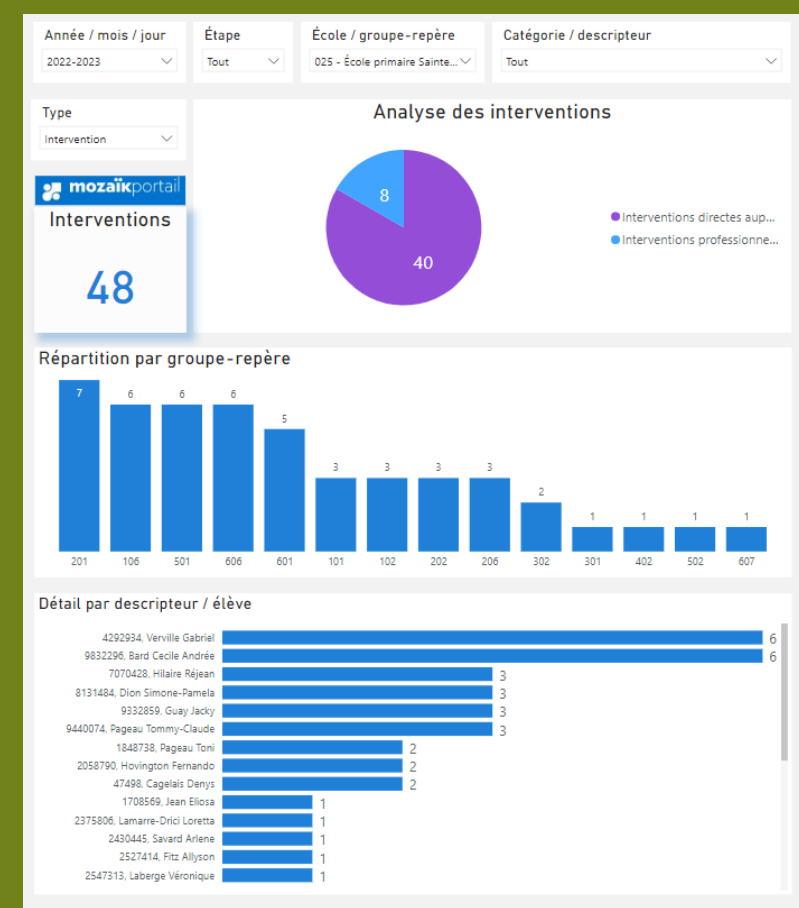 Année / mois / jour
Étape
École / groupe-repère
Catégorie / descripteur
2022-2023
Tout
025 - École primaire Sainte...
Tout
Type
Intervention
Analyse des interventions
8
40
Interventions directes aup...
Interventions professionne...
mozaïkportail
Interventions
48
Répartition par groupe-repère
7
6
6
6
5
3
3
3
3
2
1
1
1
1
201
106
501
606
601
101
102
202
206
302
301
402
502
607
Détail par descripteur / élève
4292934, Verville Gabriel 6
9832296, Bard Cecile Andrée 6
7070428, Hilaire Réjean 3
8131484, Dion Simone-Pamela 3
9332859, Guay Jacky 3
9440074, Pageau Tommy-Claude 3
1848738, Pageau Toni 2
2058790, Hovington Fernando 2
47498, Cagelais Denys 2
1708569, Jean Eliosa 1
2375806, Lamarre-Drici Loretta 1
2430445, Savard Arlene 1
2527414, Fitz Allyson 1
2547313, Laberge Véronique 1